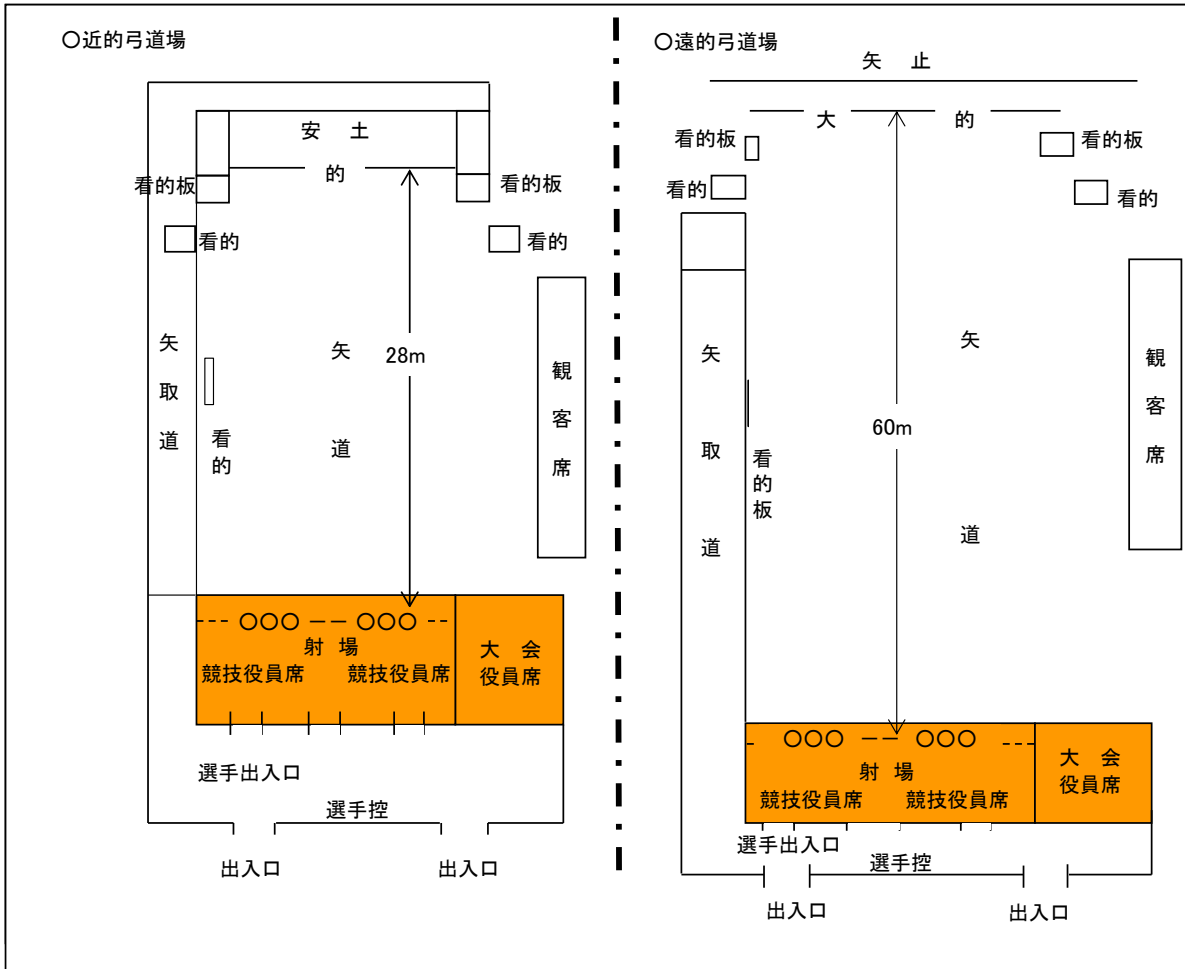 ○近的弓道場
安 土
的
看的板
看的板
看的
看的
矢取道
看的
矢道
28m
観客席
○○○ ○○○
射 場
競技役員席 競技役員席
大 会
役員席
選手出入口
選手控
出入口
出入口
○遠的弓道場
矢 止
大 的
看的板
看的板
看的
看的
矢取道
看的板
矢道
60m
観客席
○○○ ○○○
射 場
競技役員席 競技役員席
大 会
役員席
選手出入口
選手控
出入口
出入口